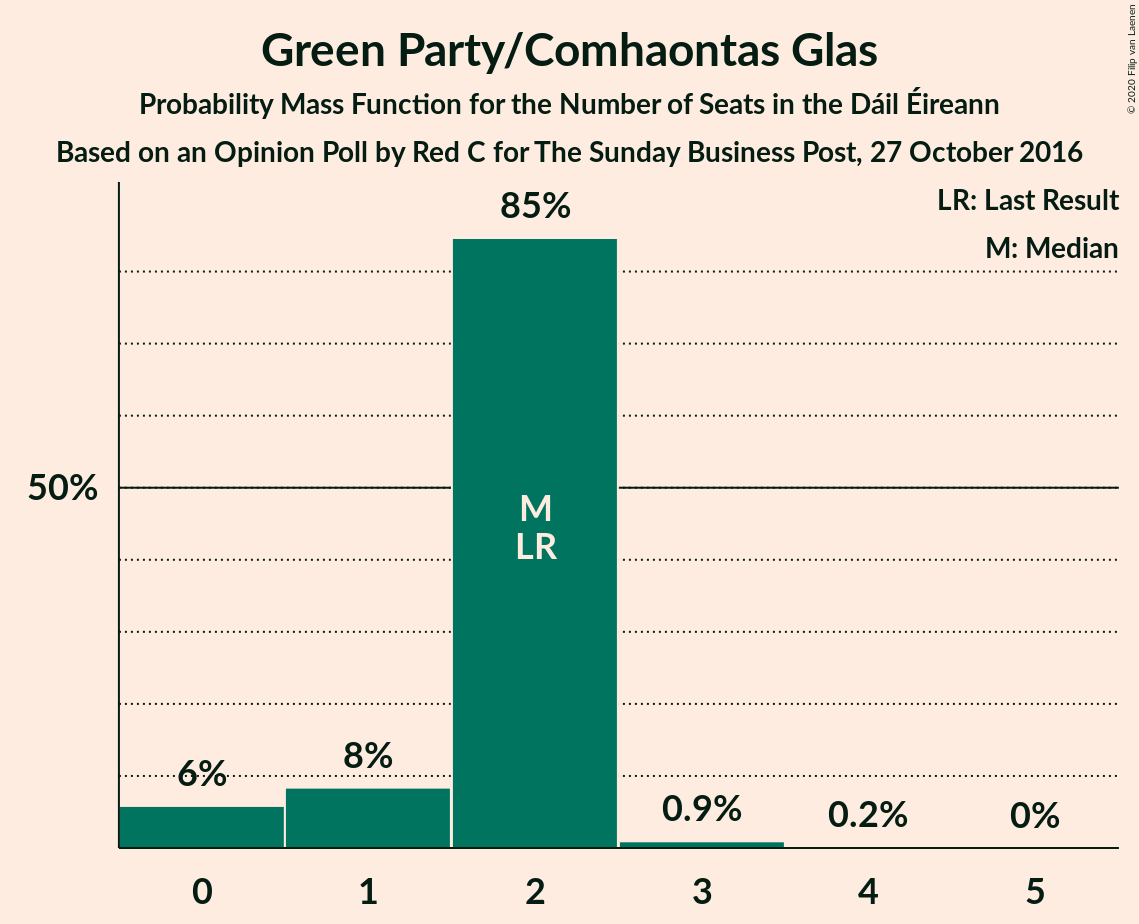 Green Party/Comhaontas Glas
Probability Mass Function for the Number of Seats in the Dáil Éireann
Based on an Opinion Poll by Red C for The Sunday Business Post, 27 October 2016
© 2020 Filip van Laenen
LR: Last Result
M: Median
85%
50%
M
LR
6%
8%
0.9%
0.2%
0%
0 1 2 3 4 5